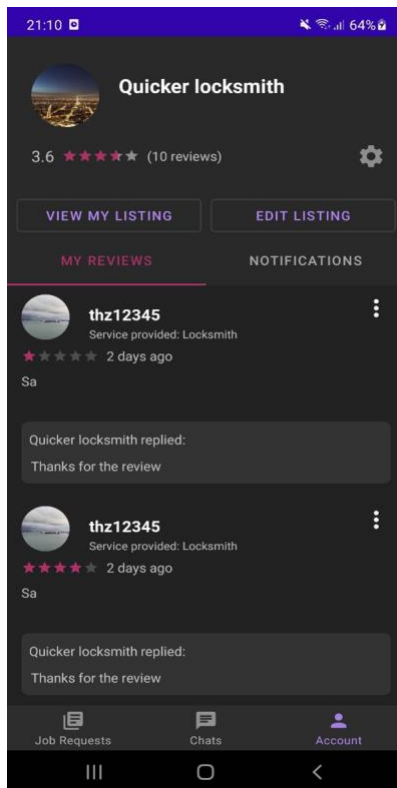 21:10 64%
Quicker locksmith
3.6 (10 reviews)
VIEW MY LISTING EDIT LISTING
MY REVIEWS NOTIFICATIONS
thz12345
Service provided: Locksmith
2 days ago
Sa
Quicker locksmith replied:
Thanks for the review
thz12345
Service provided: Locksmith
2 days ago
Sa
Quicker locksmith replied:
Thanks for the review
Job Requests Chats Account